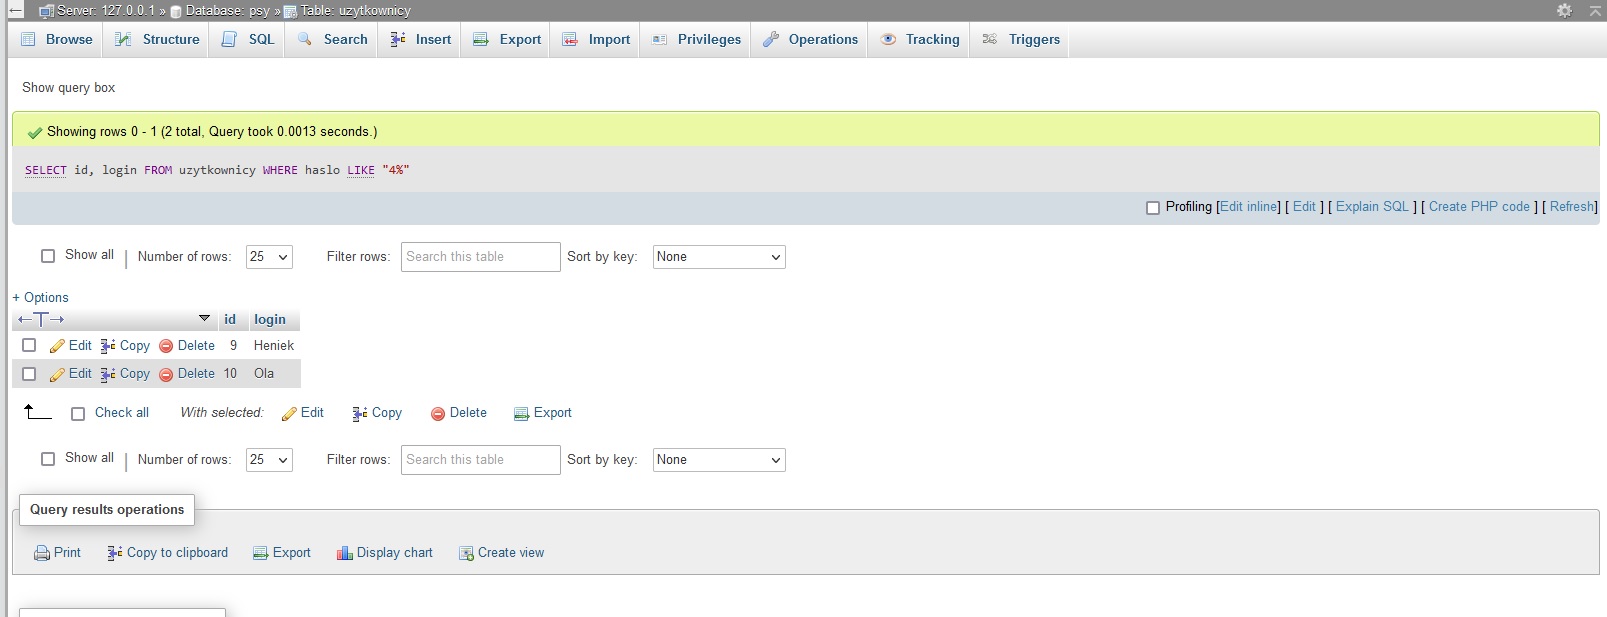 Server: 127.0.0.1 » Database: psy » Table: uzytkownicy
Browse Structure SQL Search Insert Export Import Privileges Operations Tracking Triggers
Show query box
Showing rows 0 - 1 (2 total, Query took 0.0013 seconds.)
SELECT id, login FROM uzytkownicy WHERE haslo LIKE "4%"
Profiling [Edit inline] [ Edit ] [ Explain SQL ] [ Create PHP code ] [ Refresh]
Show all | Number of rows: 25 Filter rows: Search this table Sort by key: None
+ Options
←T→ id login
Edit Copy Delete 9 Heniek
Edit Copy Delete 10 Ola
Check all With selected: Edit Copy Delete Export
Show all | Number of rows: 25 Filter rows: Search this table Sort by key: None
Query results operations
Print Copy to clipboard Export Display chart Create view